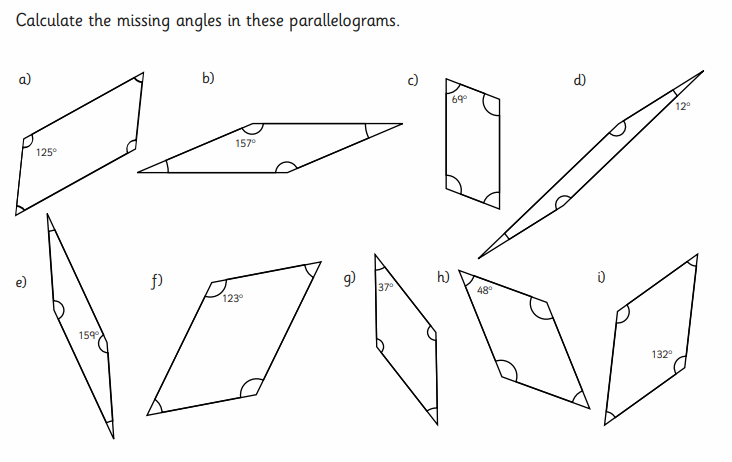 Calculate the missing angles in these parallelograms.
a)
125°
b)
157°
c)
69°
d)
12°
e)
159°
f)
123°
g)
37°
h)
48°
i)
132°